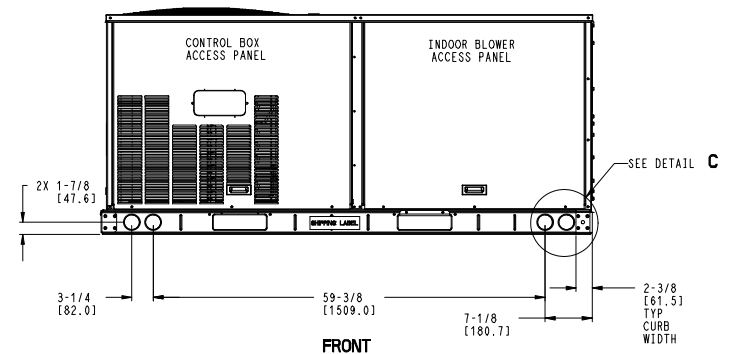 CONTROL BOX
ACCESS PANEL
INDOOR BLOWER
ACCESS PANEL
SEE DETAIL C
2X 1-7/8
[47.6]
SHIPPING LABEL
3-1/4
[82.0]
59-3/8
[1509.0]
7-1/8
[180.7]
2-3/8
[61.5]
TYP
CURB
WIDTH
FRONT